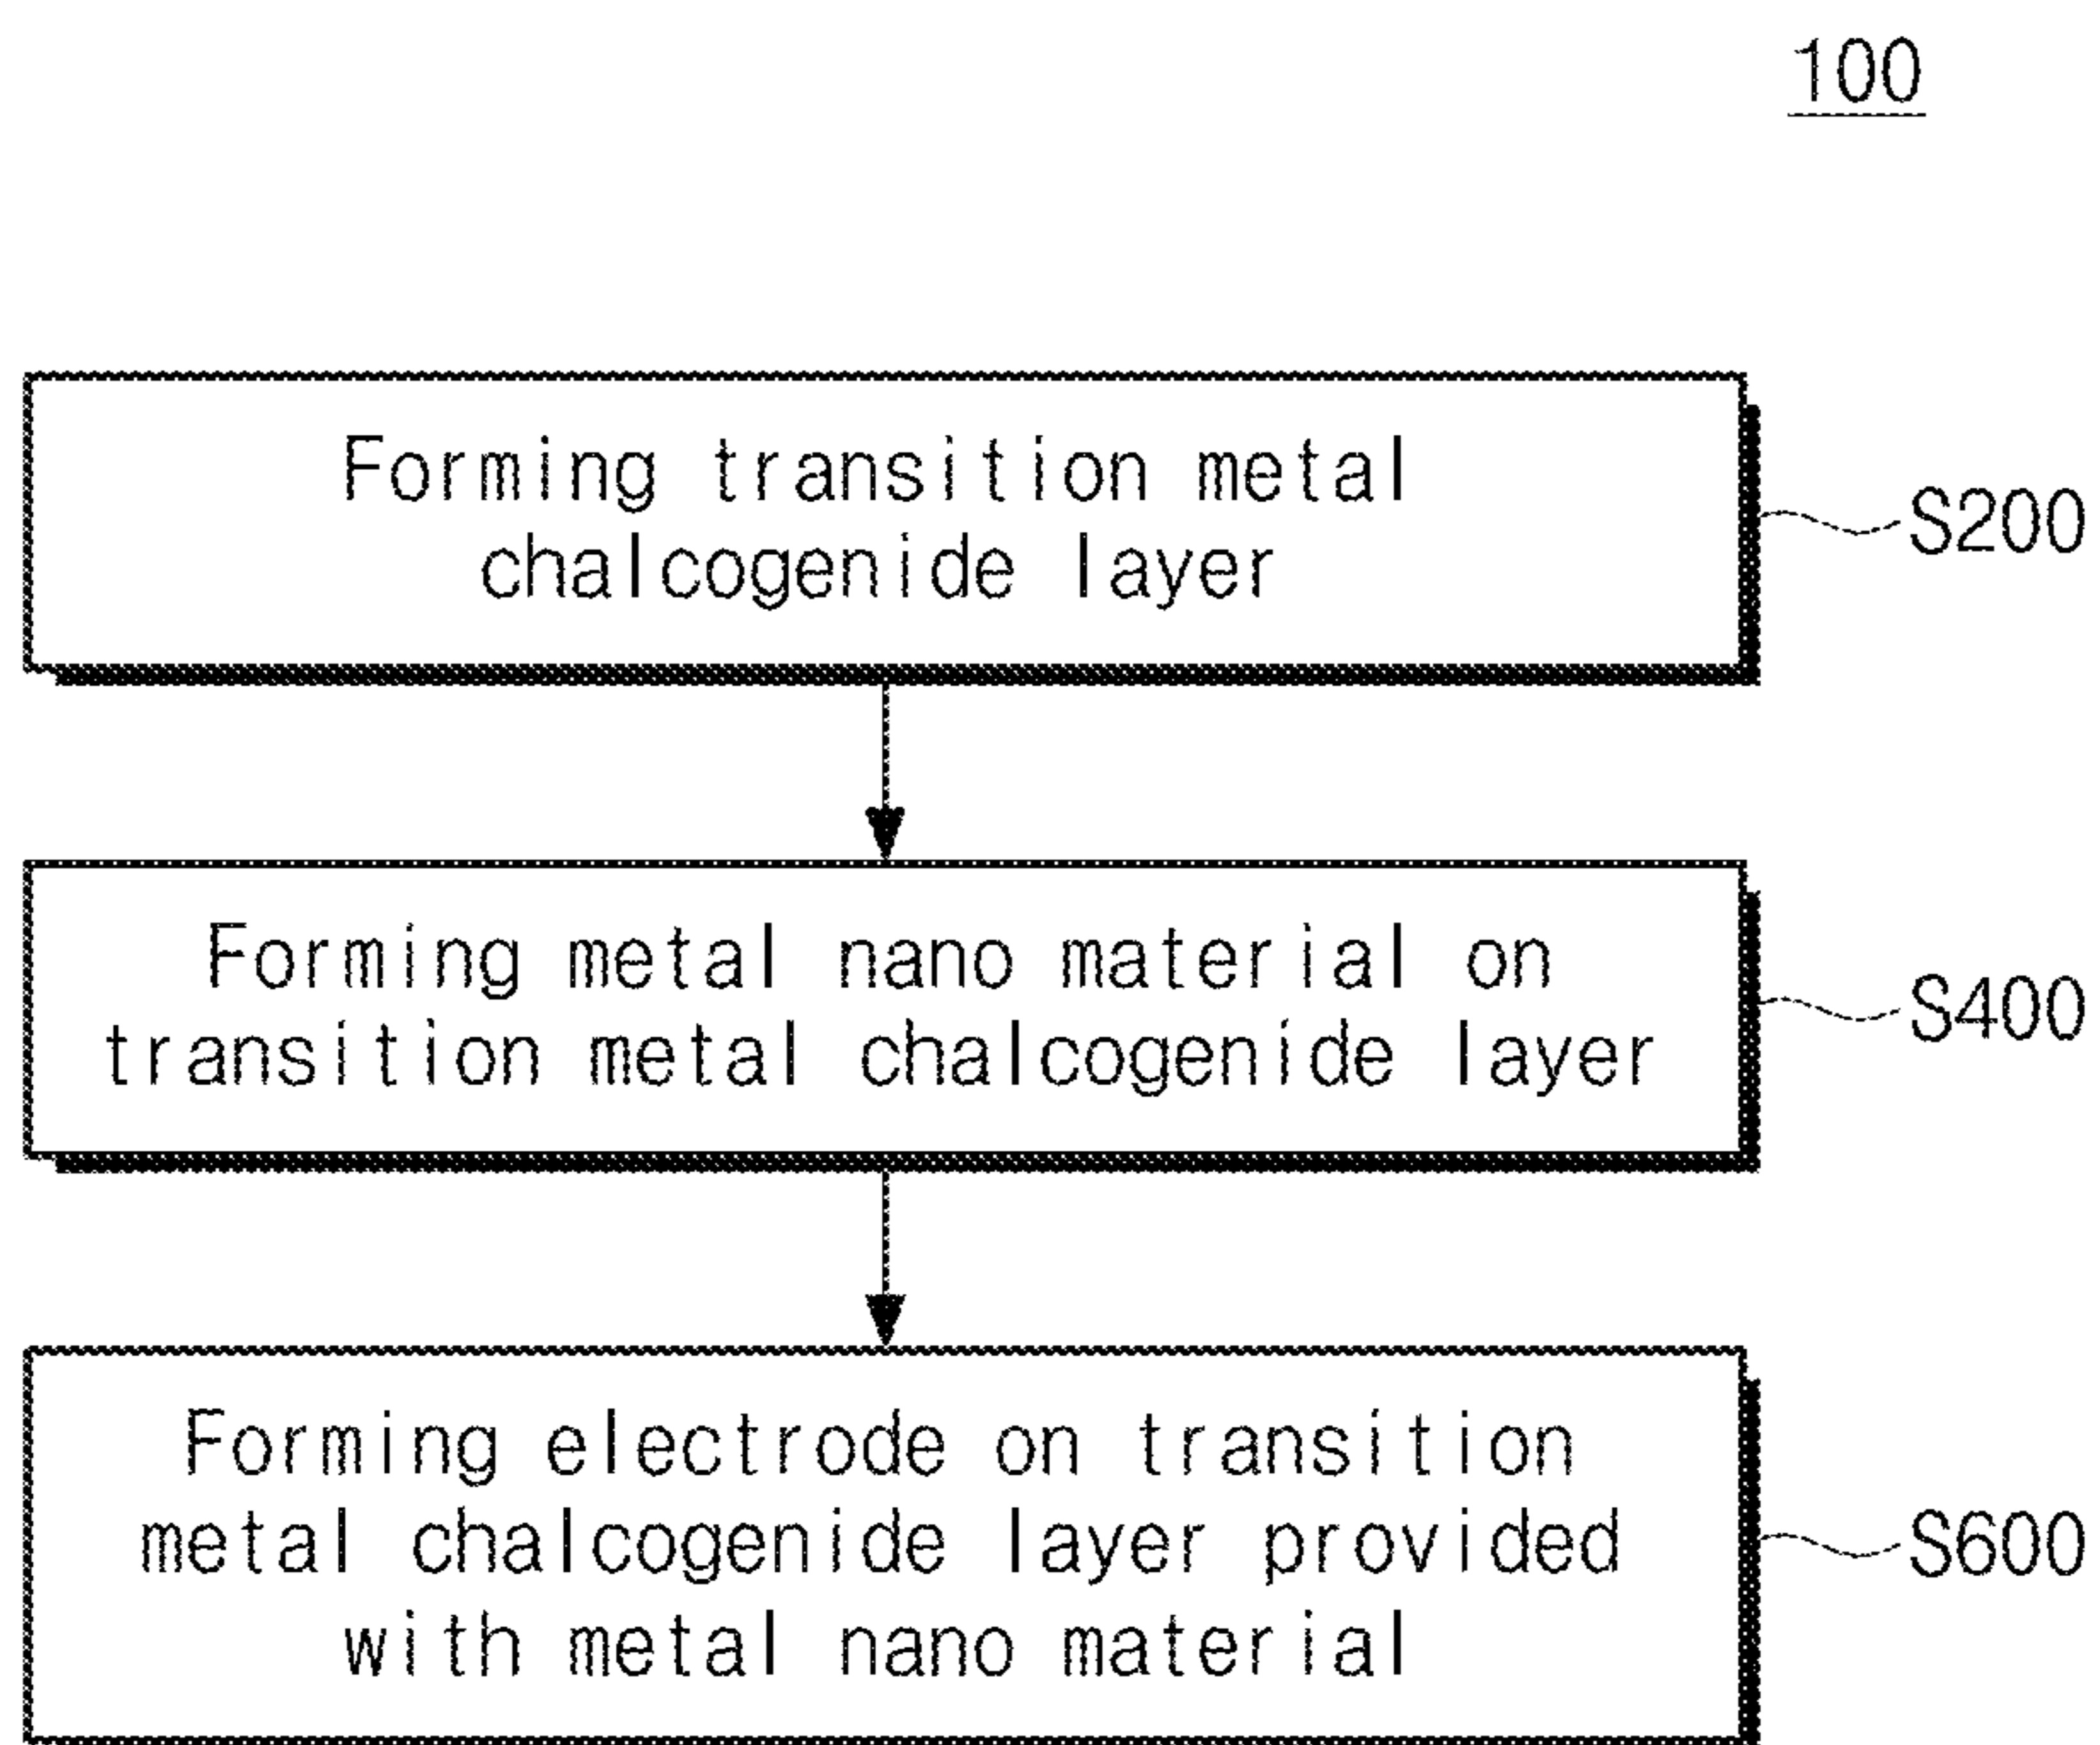 100
Forming transition metal
chalcogenide layer
S200
Forming metal nano material on
transition metal chalcogenide layer
S400
Forming electrode on transition
metal chalcogenide layer provided
with metal nano material
S600